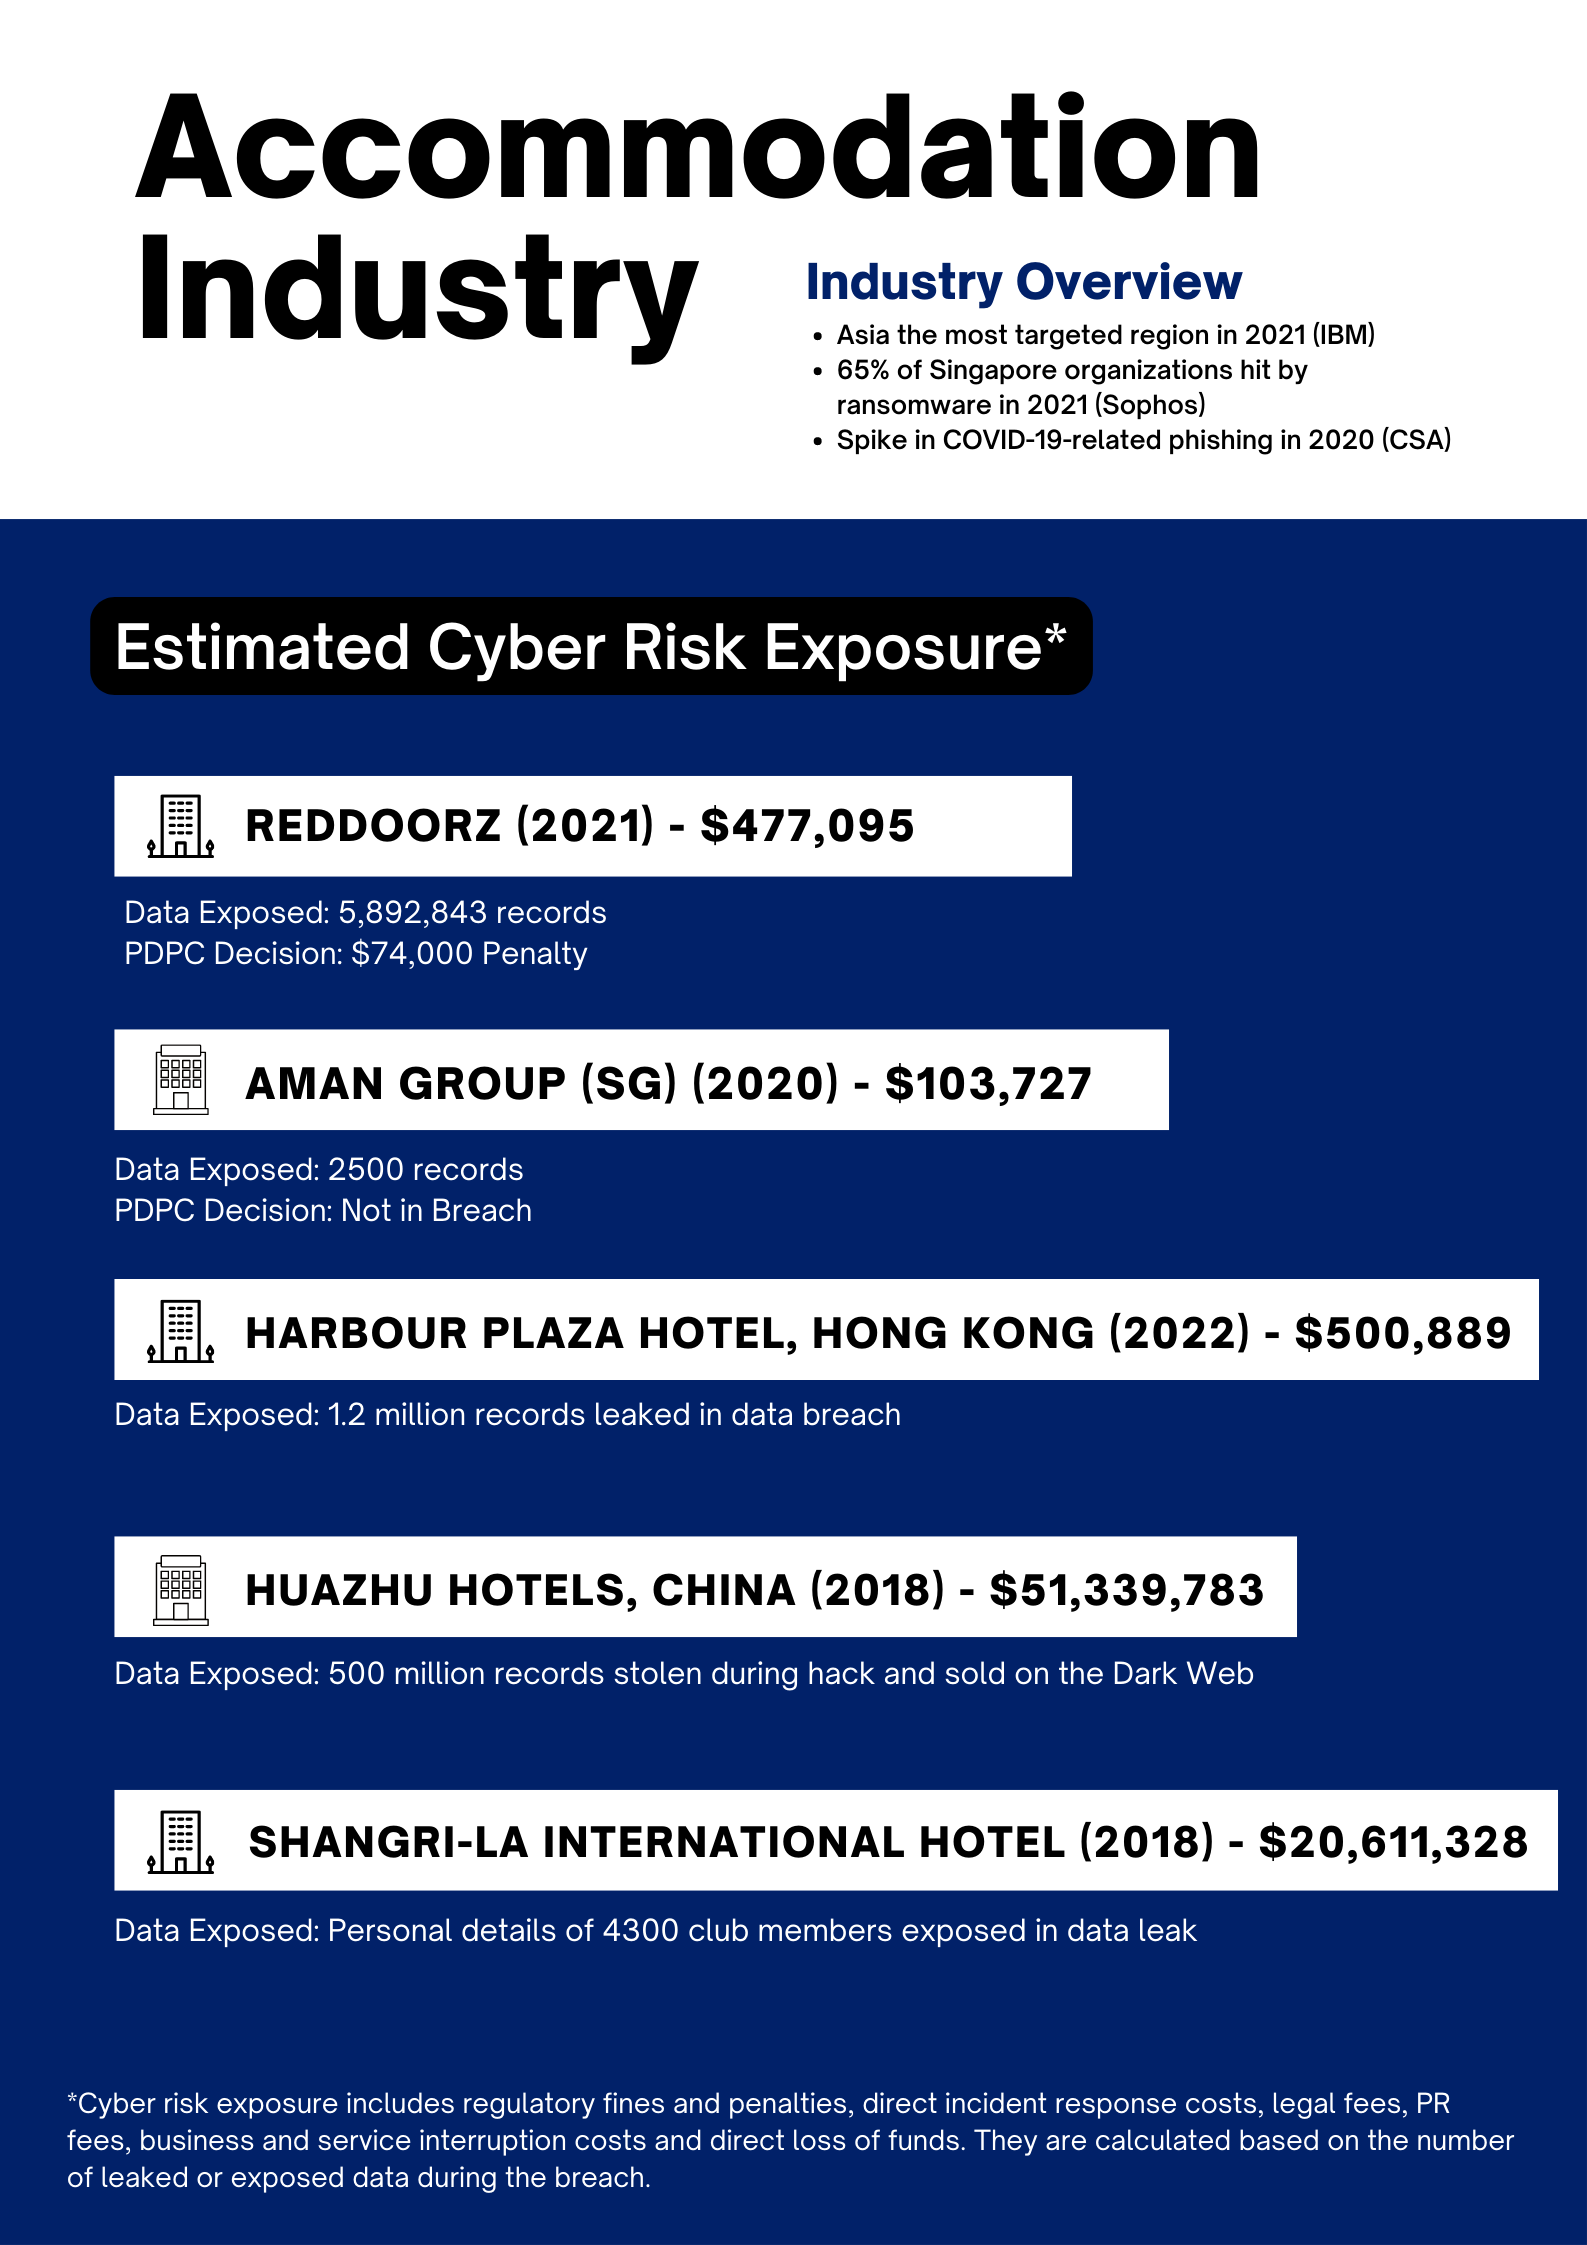 Accommodation
Industry
Industry Overview
• Asia the most targeted region in 2021 (IBM)
• 65% of Singapore organizations hit by
ransomware in 2021 (Sophos)
• Spike in COVID-19-related phishing in 2020 (CSA)
Estimated Cyber Risk Exposure*
REDDOORZ (2021) - $477,095
Data Exposed: 5,892,843 records
PDPC Decision: $74,000 Penalty
AMAN GROUP (SG) (2020) - $103,727
Data Exposed: 2500 records
PDPC Decision: Not in Breach
HARBOUR PLAZA HOTEL, HONG KONG (2022) - $500,889
Data Exposed: 1.2 million records leaked in data breach
HUAZHU HOTELS, CHINA (2018) - $51,339,783
Data Exposed: 500 million records stolen during hack and sold on the Dark Web
SHANGRI-LA INTERNATIONAL HOTEL (2018) - $20,611,328
Data Exposed: Personal details of 4300 club members exposed in data leak
*Cyber risk exposure includes regulatory fines and penalties, direct incident response costs, legal fees, PR
fees, business and service interruption costs and direct loss of funds. They are calculated based on the number
of leaked or exposed data during the breach.